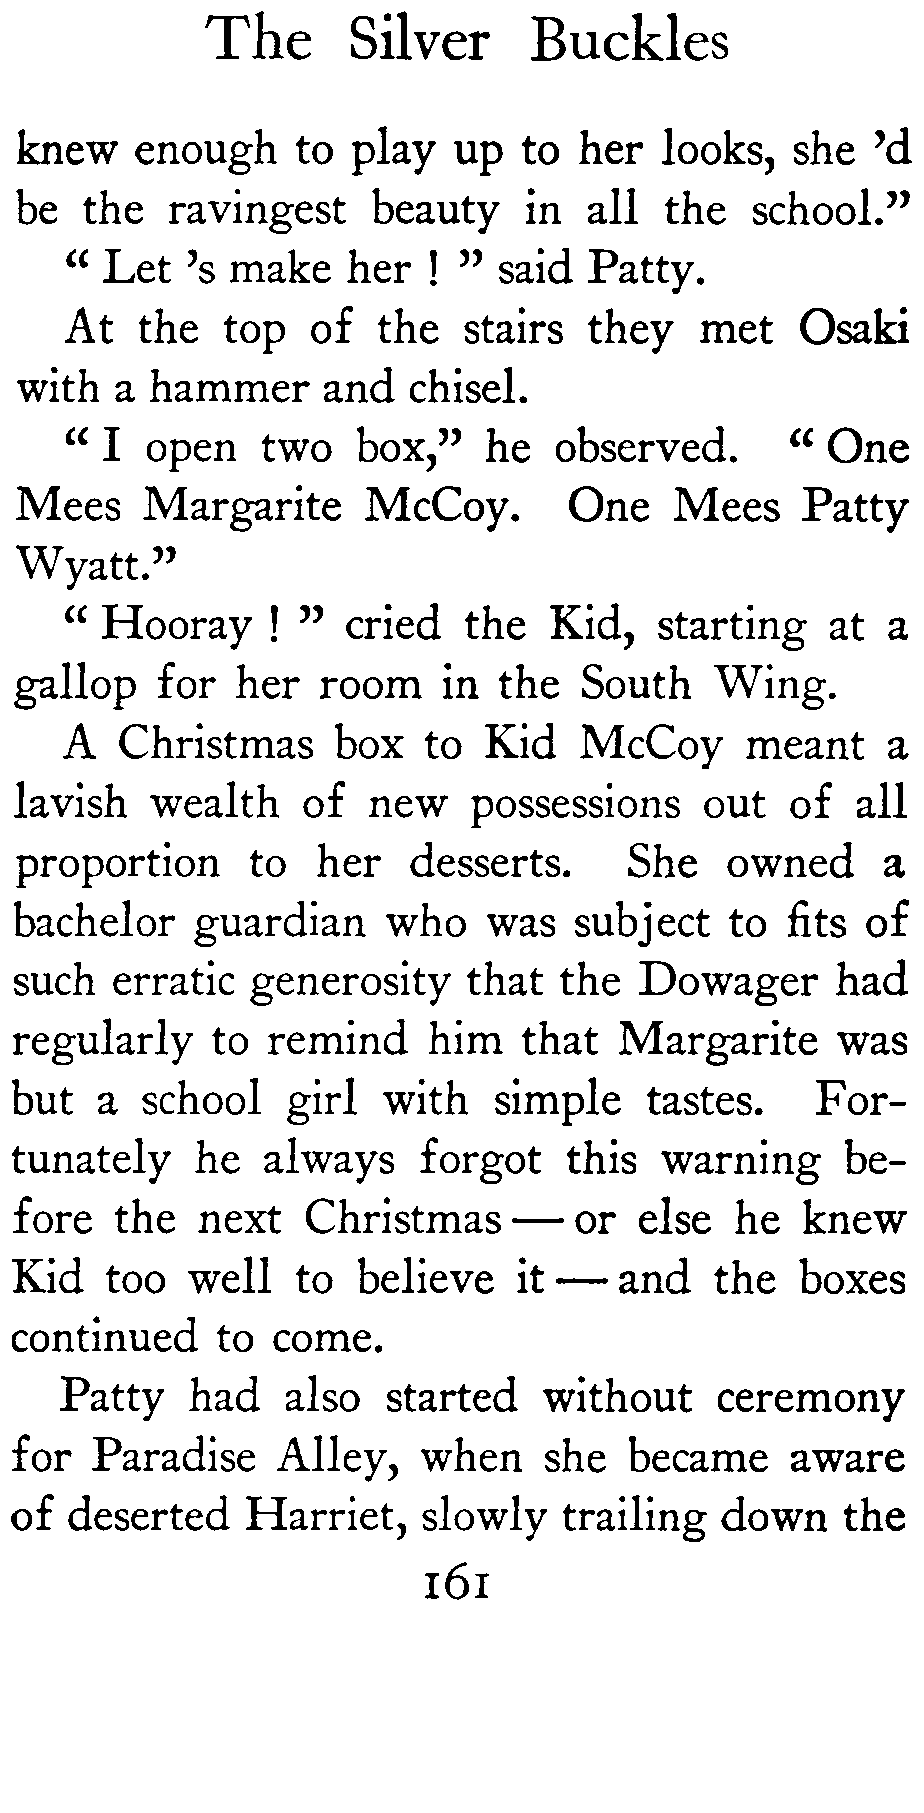 The Silver Buckles
knew enough to play up to her looks, she ’d
be the ravingest beauty in all the school.”
“ Let ’s make her ! ” said Patty.
At the top of the stairs they met Osaki
with a hammer and chisel.
“ I open two box,” he observed. “ One
Mees Margarite McCoy. One Mees Patty
Wyatt.”
“ Hooray ! ” cried the Kid, starting at a
gallop for her room in the South Wing.
A Christmas box to Kid McCoy meant a
lavish wealth of new possessions out of all
proportion to her desserts. She owned a
bachelor guardian who was subject to fits of
such erratic generosity that the Dowager had
regularly to remind him that Margarite was
but a school girl with simple tastes. For-
tunately he always forgot this warning be-
fore the next Christmas — or else he knew
Kid too well to believe it — and the boxes
continued to come.
Patty had also started without ceremony
for Paradise Alley, when she became aware
of deserted Harriet, slowly trailing down the
161